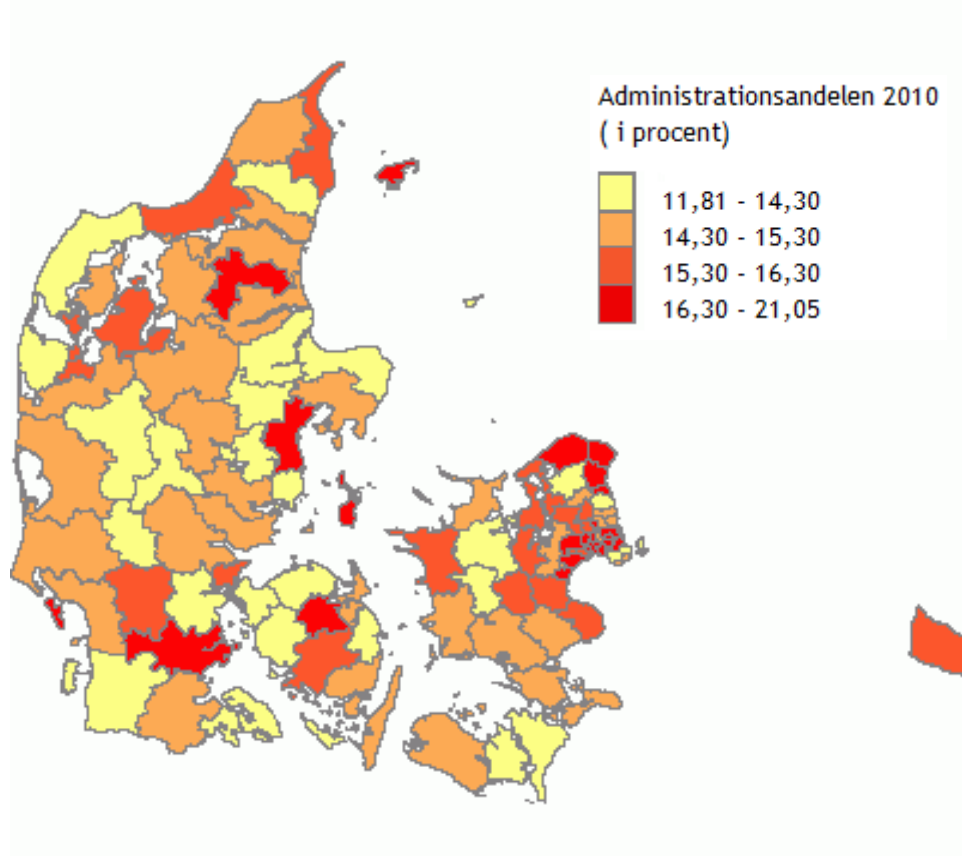 Administrationsandelen 2010
( i procent)
11,81 - 14,30
14,30 - 15,30
15,30 - 16,30
16,30 - 21,05